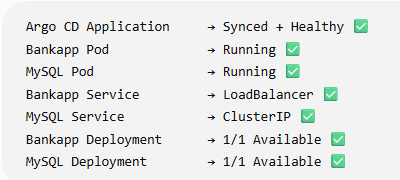 Argo CD Application → Synced + Healthy ✅
Bankapp Pod → Running ✅
MySQL Pod → Running ✅
Bankapp Service → LoadBalancer ✅
MySQL Service → ClusterIP ✅
Bankapp Deployment → 1/1 Available ✅
MySQL Deployment → 1/1 Available ✅